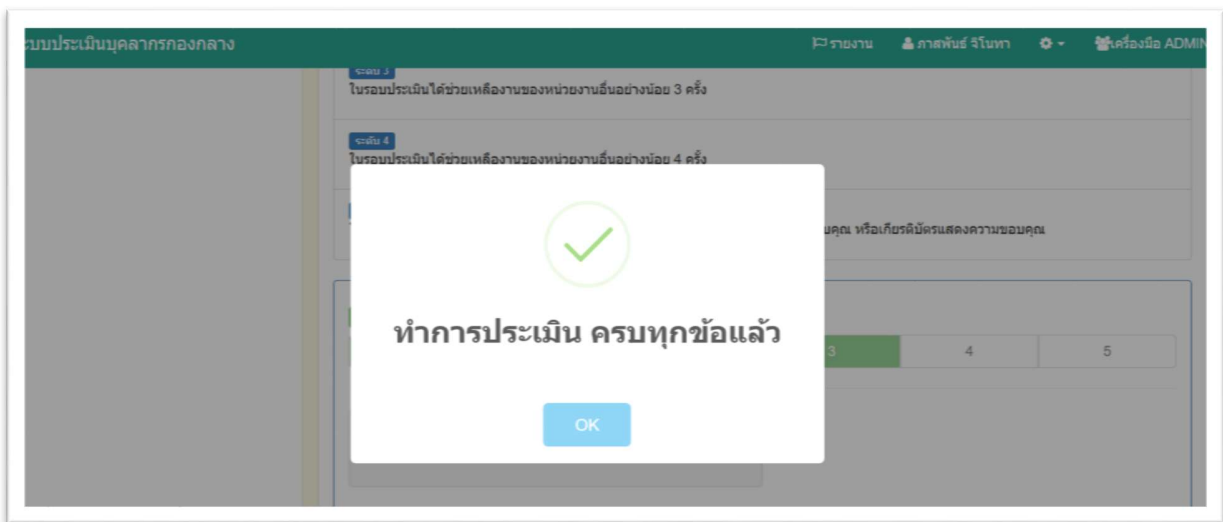 ระบบประเมินบุคลากรกองกลาง
รายงาน ภาสพันธ์ จิโนทา เครื่องมือ ADMIN
ระดับ 3
ในรอบประเมินได้ช่วยเหลืองานของหน่วยงานอื่นอย่างน้อย 3 ครั้ง
ระดับ 4
ในรอบประเมินได้ช่วยเหลืองานของหน่วยงานอื่นอย่างน้อย 4 ครั้ง
หรือเกียรติบัตรแสดงความขอบคุณ
ทำการประเมิน ครบทุกข้อแล้ว
3 4 5
OK